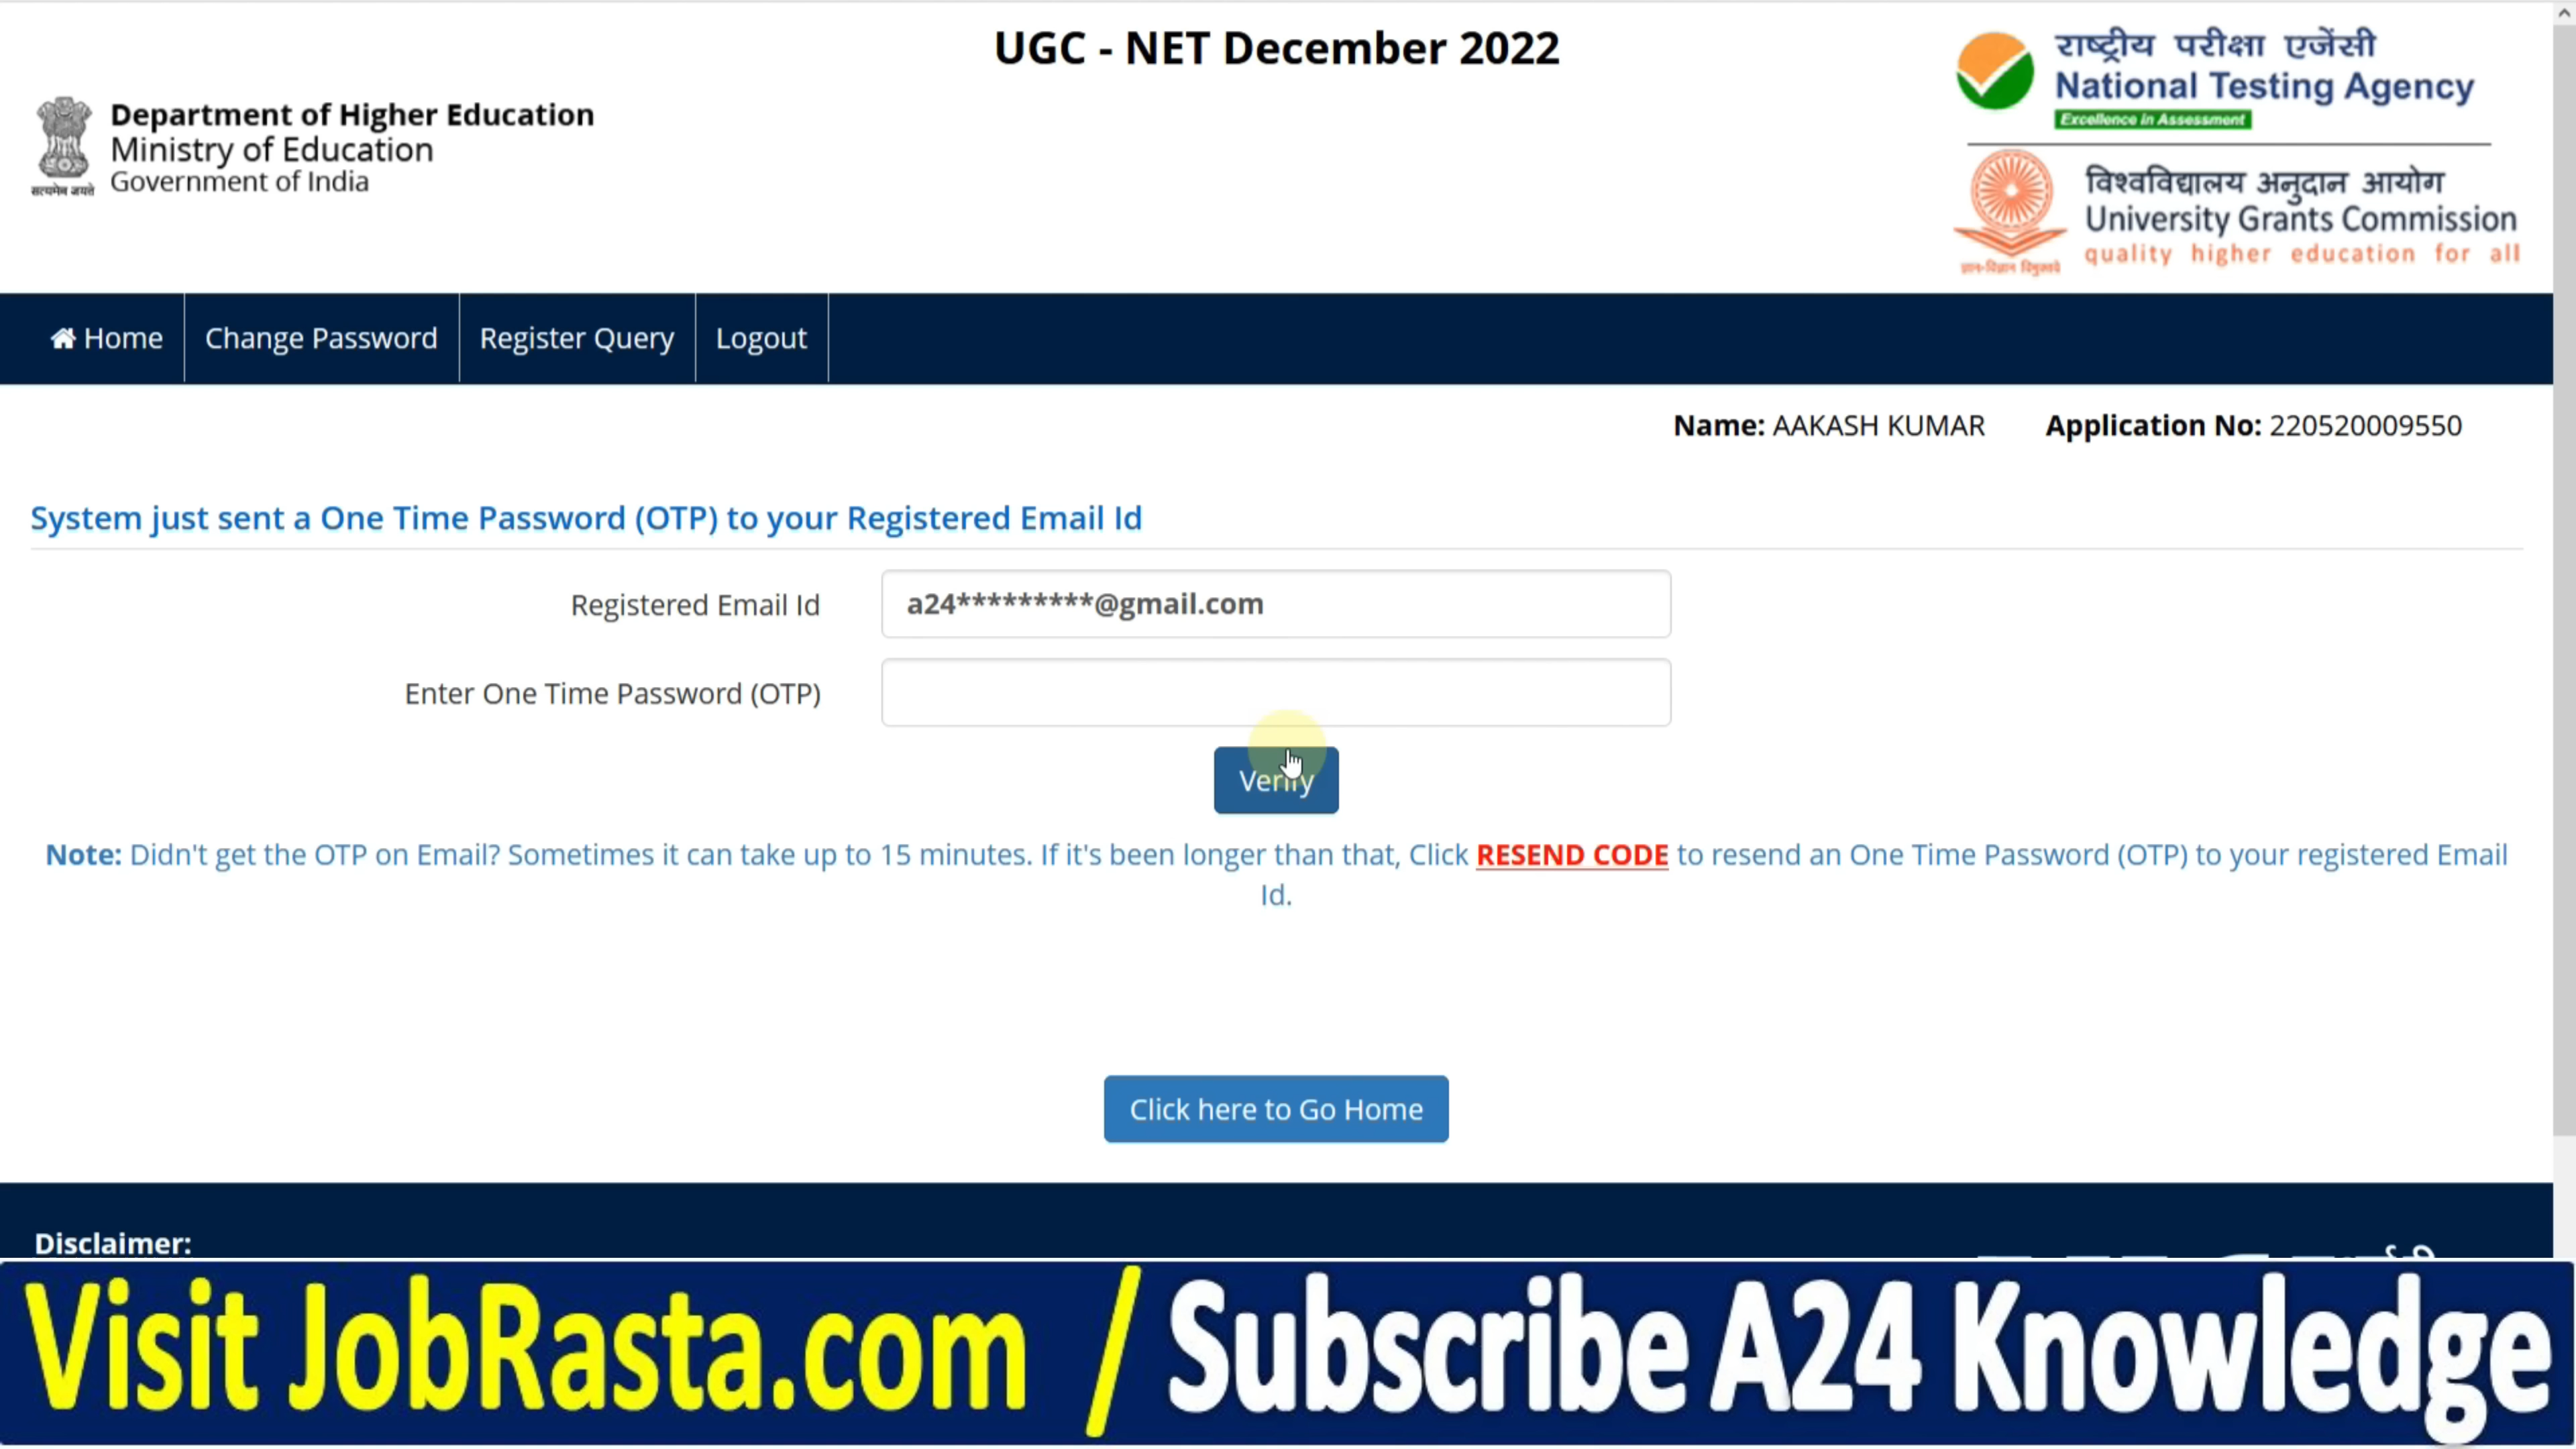 UGC - NET December 2022
Department of Higher Education
Ministry of Education
Government of India
सत्यमेव जयते
राष्ट्रीय परीक्षा एजेंसी
National Testing Agency
Excellence in Assessment
विश्वविद्यालय अनुदान आयोग
University Grants Commission
quality higher education for all
ज्ञान-विज्ञान विमुक्तये
Home
Change Password
Register Query
Logout
Name: AAKASH KUMAR
Application No: 220520009550
System just sent a One Time Password (OTP) to your Registered Email Id
Registered Email Id
a24*********@gmail.com
Enter One Time Password (OTP)
Verify
Note: Didn't get the OTP on Email? Sometimes it can take up to 15 minutes. If it's been longer than that, Click RESEND CODE to resend an One Time Password (OTP) to your registered Email
Id.
Click here to Go Home
Disclaimer:
Visit JobRasta.com / Subscribe A24 Knowledge